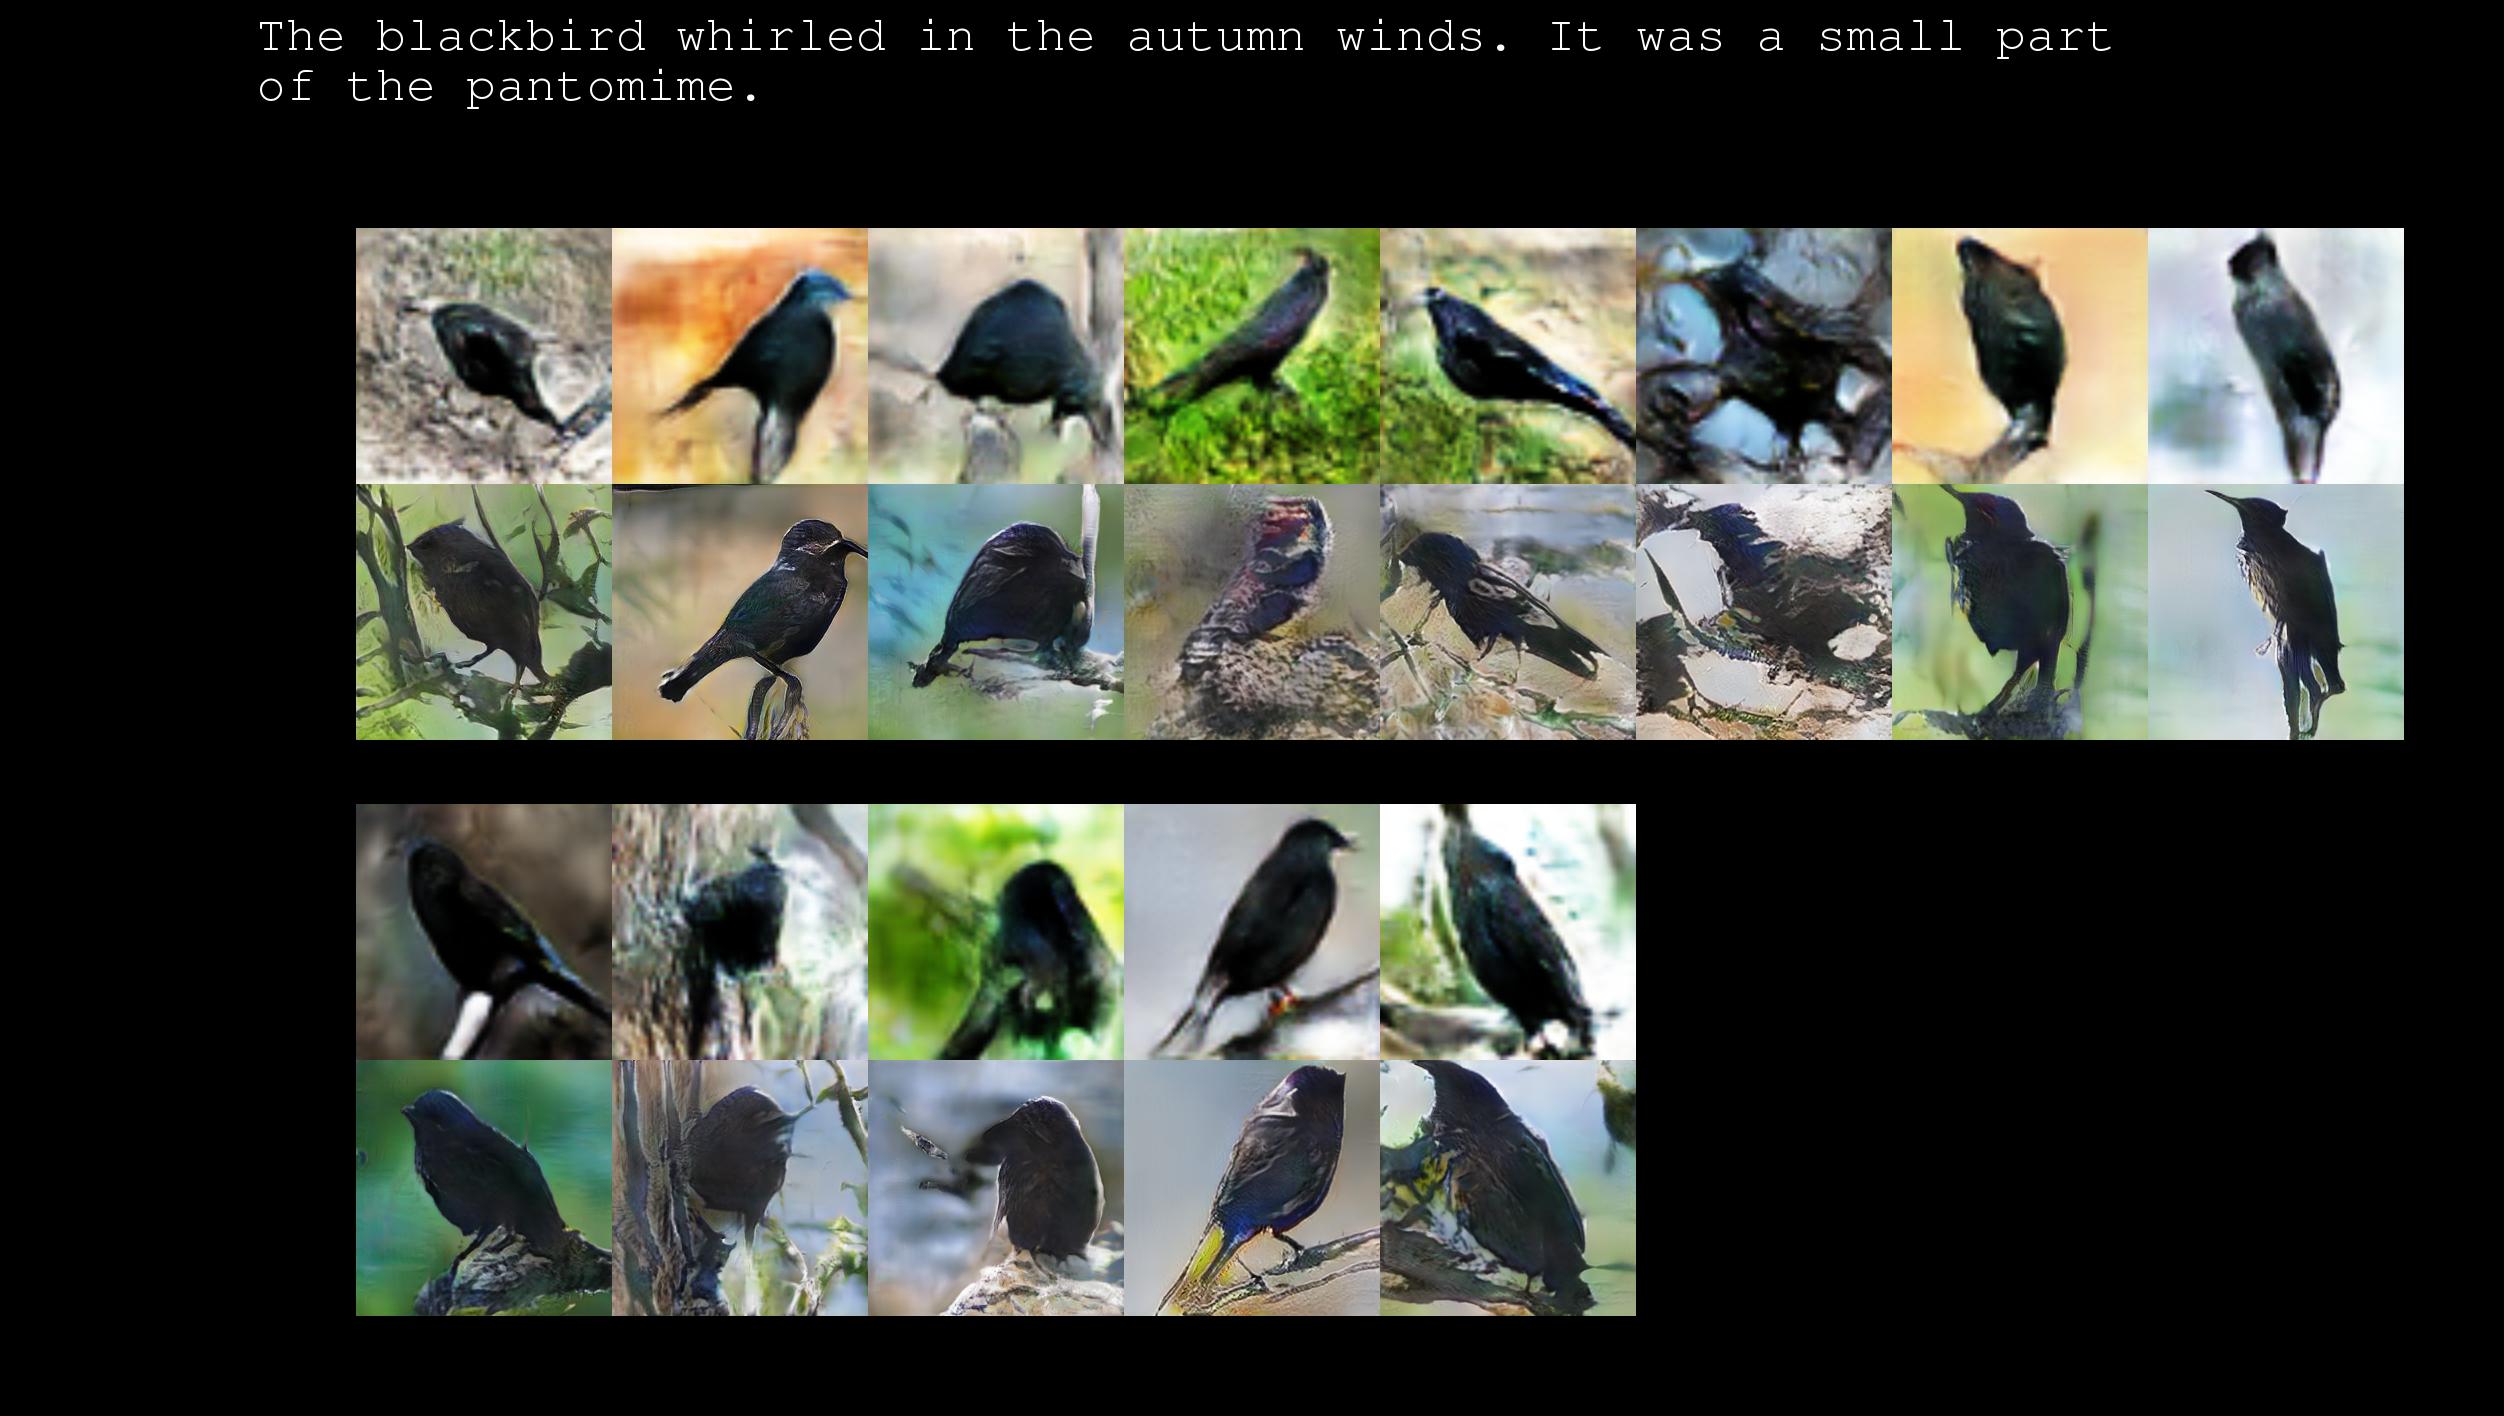 The blackbird whirled in the autumn winds. It was a small part
of the pantomime.